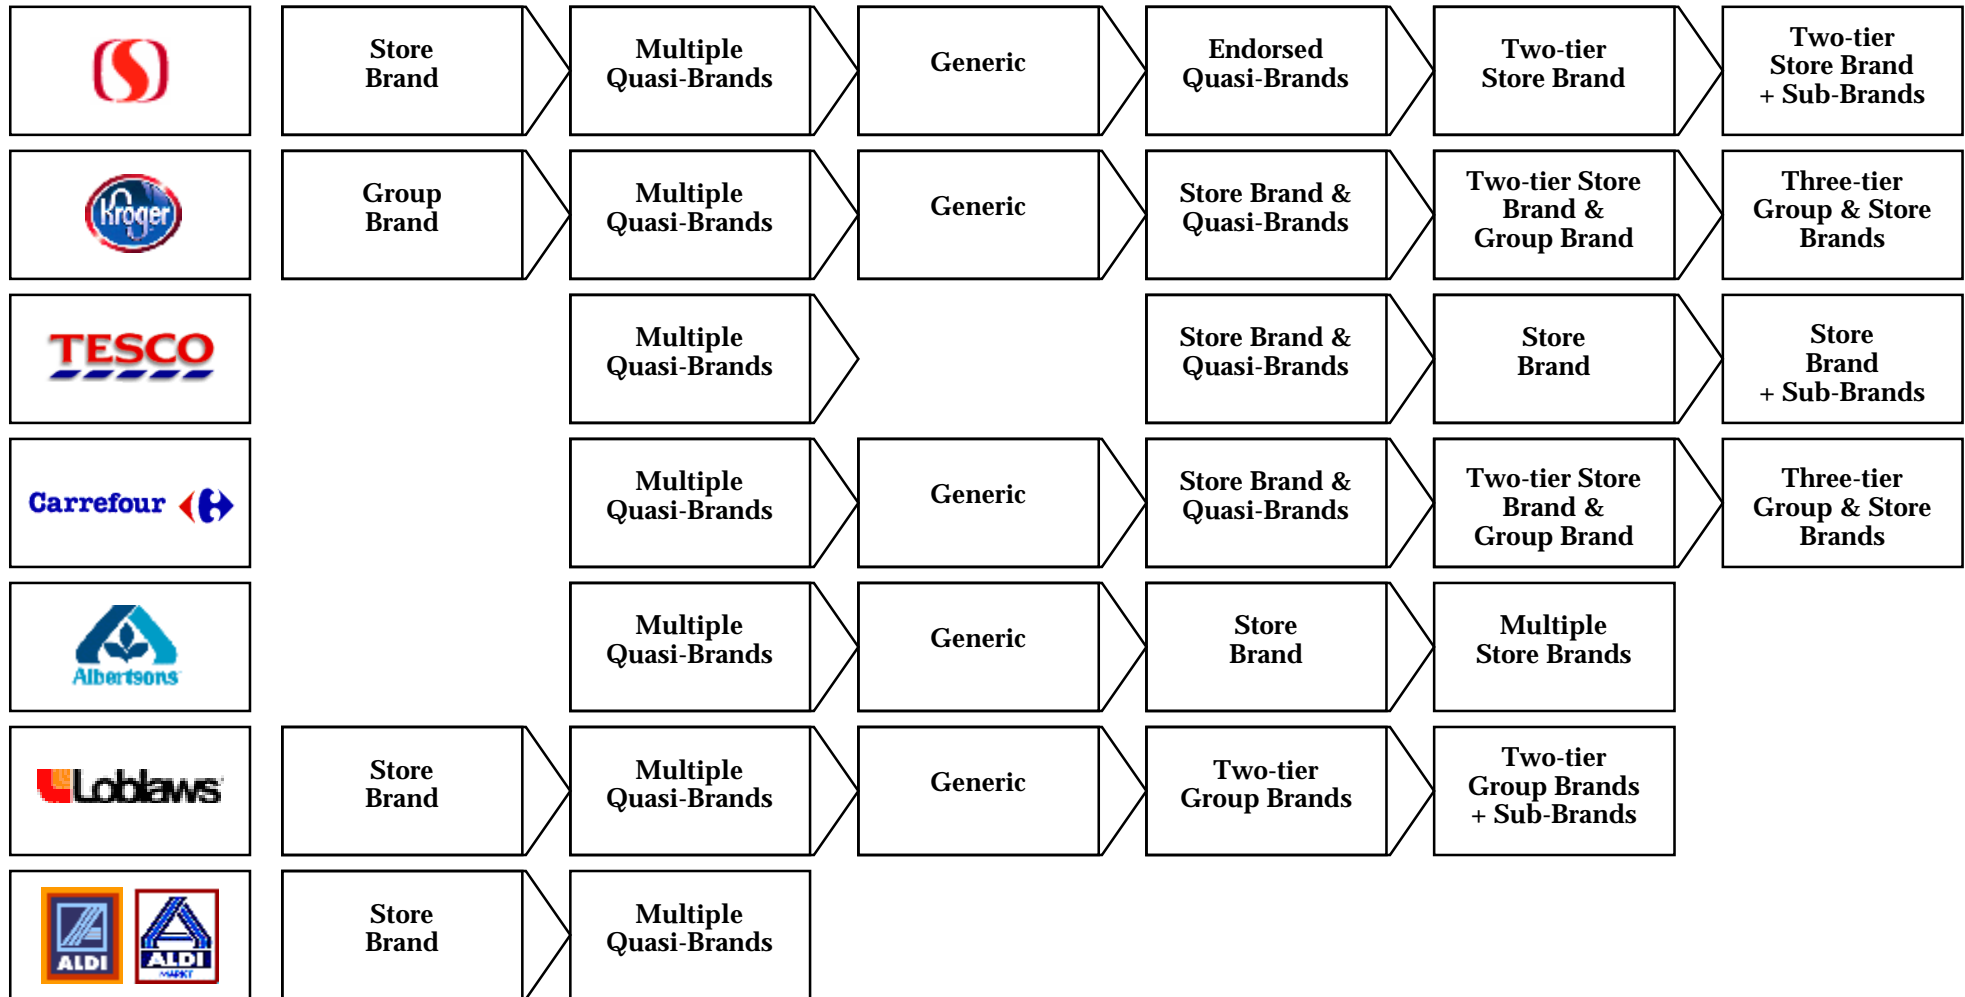 Store
Brand
Multiple
Quasi-Brands
Generic
Endorsed
Quasi-Brands
Two-tier
Store Brand
Two-tier
Store Brand
+ Sub-Brands
Kroger
Group
Brand
Multiple
Quasi-Brands
Generic
Store Brand &
Quasi-Brands
Two-tier Store
Brand &
Group Brand
Three-tier
Group & Store
Brands
TESCO
Multiple
Quasi-Brands
Store Brand &
Quasi-Brands
Store
Brand
Store
Brand
+ Sub-Brands
Carrefour
Multiple
Quasi-Brands
Generic
Store Brand &
Quasi-Brands
Two-tier Store
Brand &
Group Brand
Three-tier
Group & Store
Brands
Albertsons
Multiple
Quasi-Brands
Generic
Store
Brand
Multiple
Store Brands
Loblaws
Store
Brand
Multiple
Quasi-Brands
Generic
Two-tier
Group Brands
Two-tier
Group Brands
+ Sub-Brands
ALDI
ALDI
MARKT
Store
Brand
Multiple
Quasi-Brands